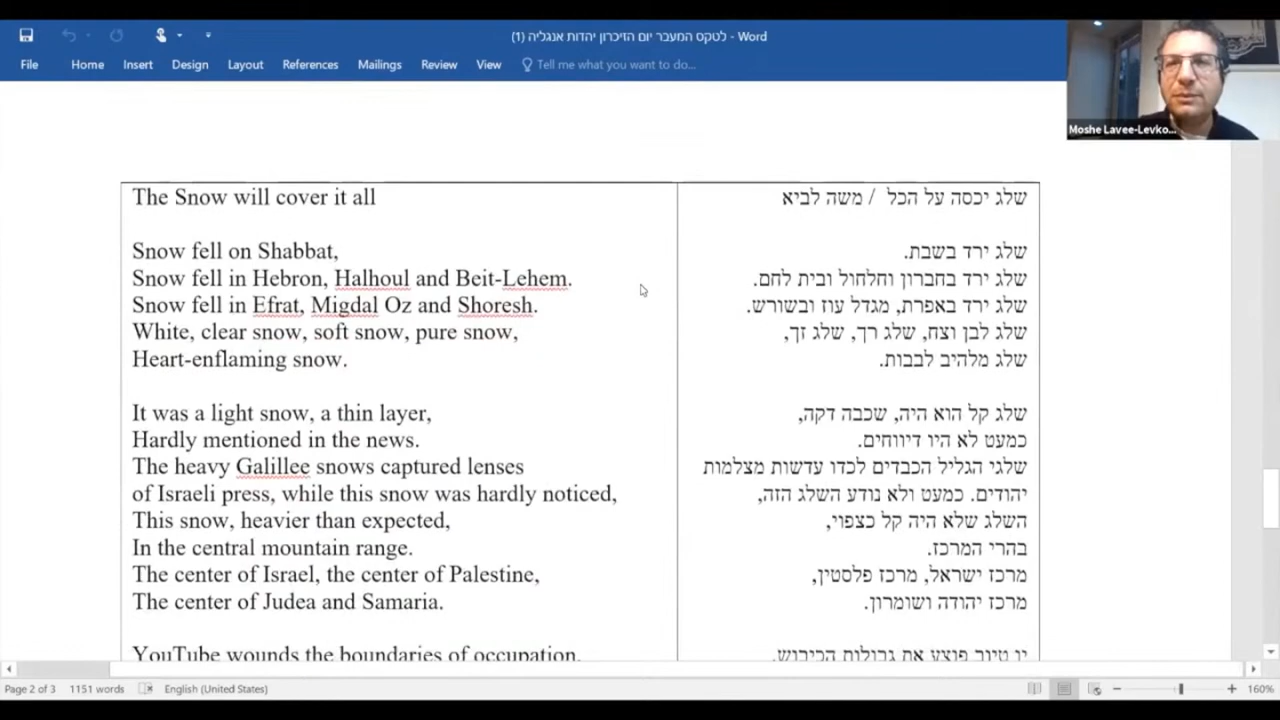 לטקס המעבר יום הזיכרון יהדות אנגליה (1) - Word
File Home Insert Design Layout References Mailings Review View Tell me what you want to do...
Moshe Lavee-Levko...
The Snow will cover it all
Snow fell on Shabbat,
Snow fell in Hebron, Halhoul and Beit-Lehem.
Snow fell in Efrat, Migdal Oz and Shoresh.
White, clear snow, soft snow, pure snow,
Heart-enflaming snow.
It was a light snow, a thin layer,
Hardly mentioned in the news.
The heavy Galillee snows captured lenses
of Israeli press, while this snow was hardly noticed,
This snow, heavier than expected,
In the central mountain range.
The center of Israel, the center of Palestine,
The center of Judea and Samaria.
YouTube wounds the boundaries of occupation.
שלג יכסה על הכל / משה לביא
שלג ירד בשבת.
שלג ירד בחברון וחלחול ובית לחם.
שלג ירד באפרת, מגדל עוז ובשורש.
שלג לבן וצח, שלג רך, שלג זך,
שלג מלהיב לבבות.
שלג קל הוא היה, שכבה דקה,
כמעט לא היו דיווחים.
שלגי הגליל הכבדים לכדו עדשות מצלמות
יהודים. כמעט ולא נודע השלג הזה,
השלג שלא היה קל כצפוי,
בהרי המרכז.
מרכז ישראל, מרכז פלסטין,
מרכז יהודה ושומרון.
יו טיוב פוצע את גבולות הכיבוש.
Page 2 of 3 1151 words English (United States) 160%